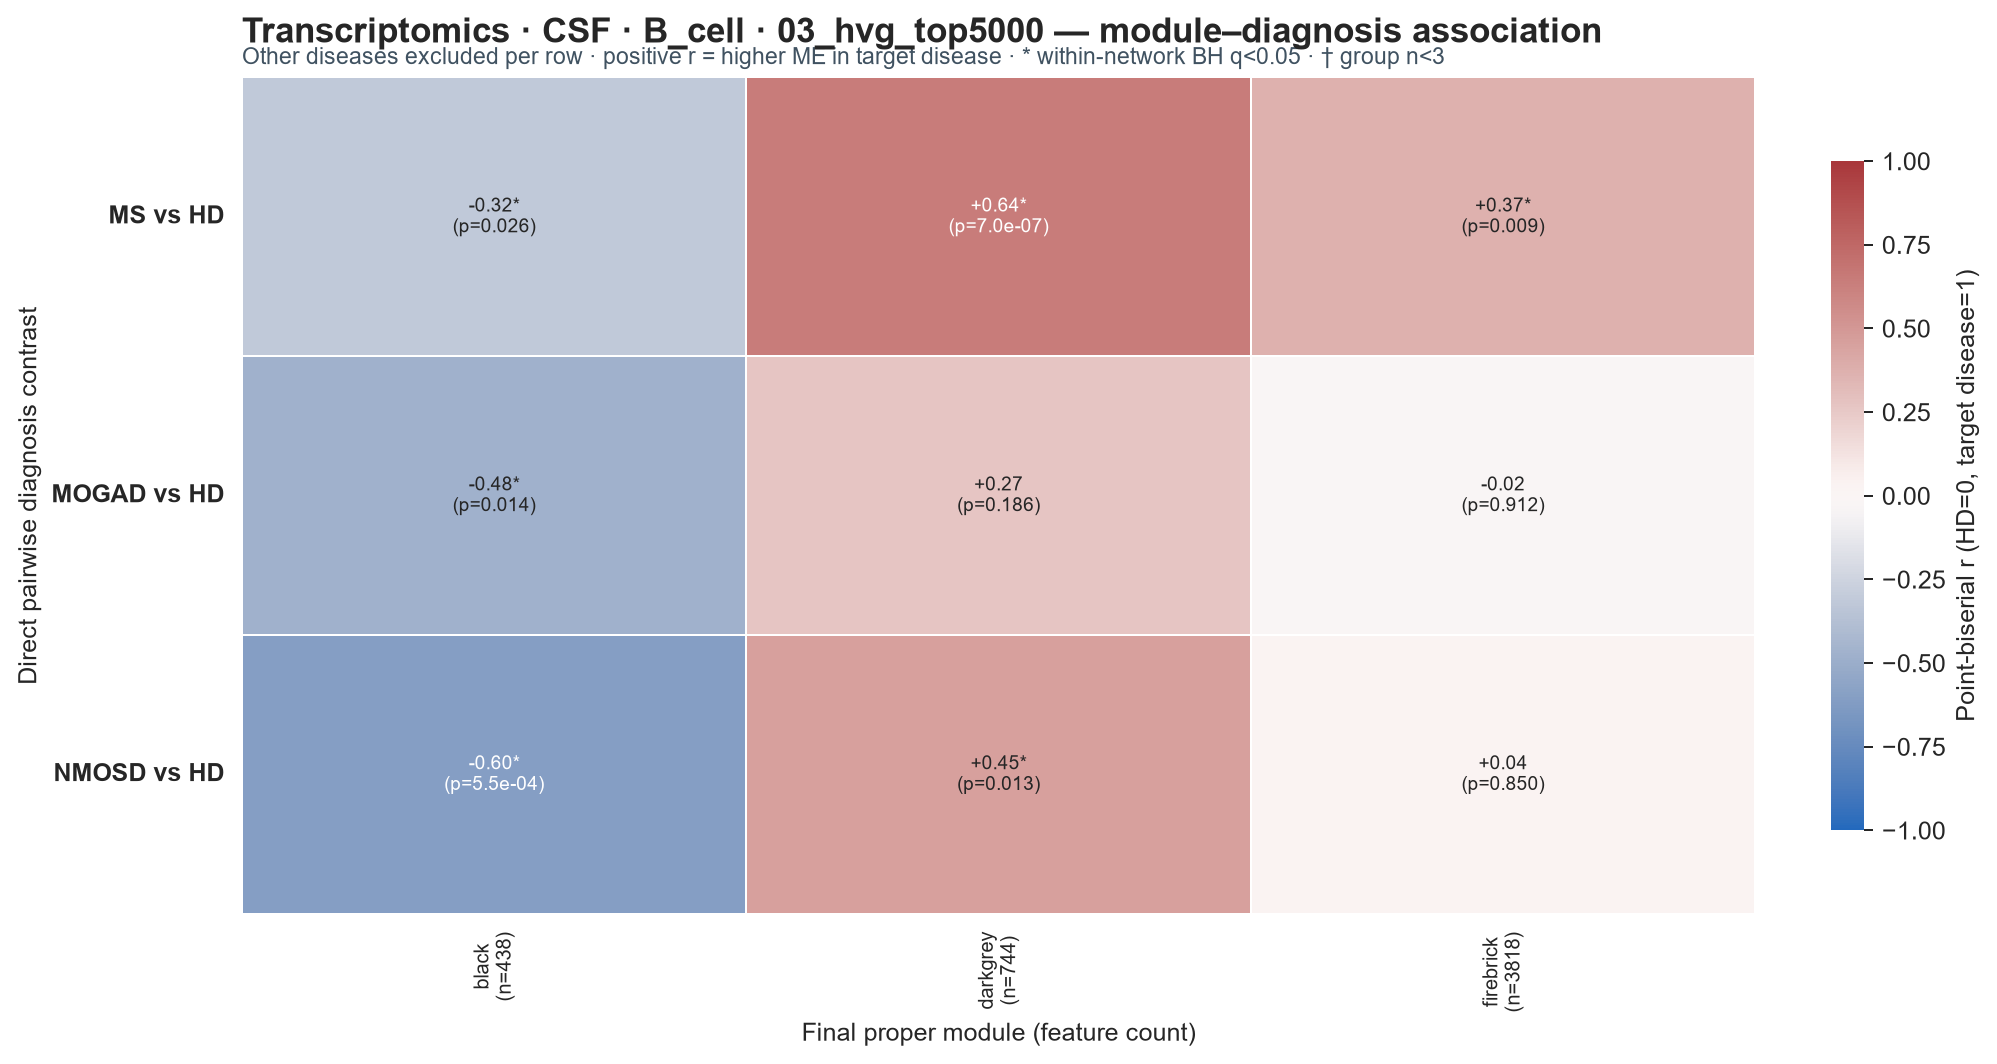 Transcriptomics · CSF · B_cell · 03_hvg_top5000 — module–diagnosis association
Other diseases excluded per row · positive r = higher ME in target disease · * within-network BH q<0.05 · † group n<3
Direct pairwise diagnosis contrast
MS vs HD
-0.32*
(p=0.026)
+0.64*
(p=7.0e-07)
+0.37*
(p=0.009)
MOGAD vs HD
-0.48*
(p=0.014)
+0.27
(p=0.186)
-0.02
(p=0.912)
NMOSD vs HD
-0.60*
(p=5.5e-04)
+0.45*
(p=0.013)
+0.04
(p=0.850)
black
(n=438)
darkgrey
(n=744)
firebrick
(n=3818)
Final proper module (feature count)
1.00
0.75
0.50
0.25
0.00
−0.25
−0.50
−0.75
−1.00
Point-biserial r (HD=0, target disease=1)